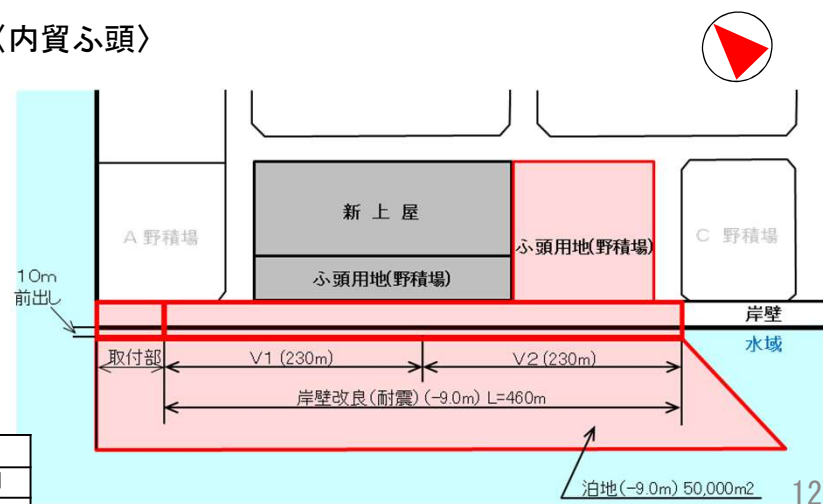 〈内貿ふ頭〉
新上屋
A 野積場
ふ頭用地(野積場)
C 野積場
ふ頭用地(野積場)
10m
前出し
岸壁
水域
取付部
V1 (230m)
V2 (230m)
岸壁改良(耐震) (-9.0m) L=460m
泊地(-9.0m) 50,000m2
12